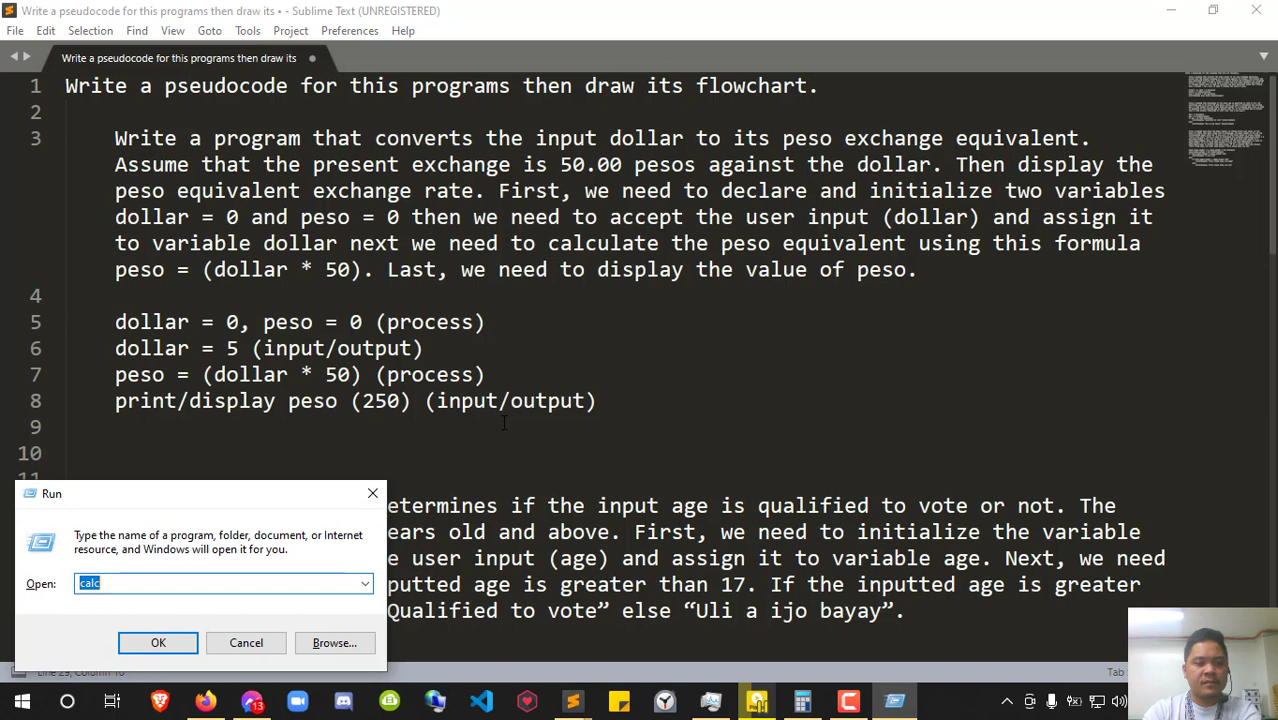 Write a pseudocode for this programs then draw its • - Sublime Text (UNREGISTERED)
File Edit Selection Find View Goto Tools Project Preferences Help
Write a pseudocode for this programs then draw its
1 Write a pseudocode for this programs then draw its flowchart.
2
3 Write a program that converts the input dollar to its peso exchange equivalent.
Assume that the present exchange is 50.00 pesos against the dollar. Then display the
peso equivalent exchange rate. First, we need to declare and initialize two variables
dollar = 0 and peso = 0 then we need to accept the user input (dollar) and assign it
to variable dollar next we need to calculate the peso equivalent using this formula
peso = (dollar * 50). Last, we need to display the value of peso.
4
5 dollar = 0, peso = 0 (process)
6 dollar = 5 (input/output)
7 peso = (dollar * 50) (process)
8 print/display peso (250) (input/output)
9
10
11
Run
Type the name of a program, folder, document, or Internet
resource, and Windows will open it for you.
Open: calc
OK Cancel Browse...
etermines if the input age is qualified to vote or not. The
ears old and above. First, we need to initialize the variable
e user input (age) and assign it to variable age. Next, we need
putted age is greater than 17. If the inputted age is greater
Qualified to vote” else “Uli a ijo bayay”.
13